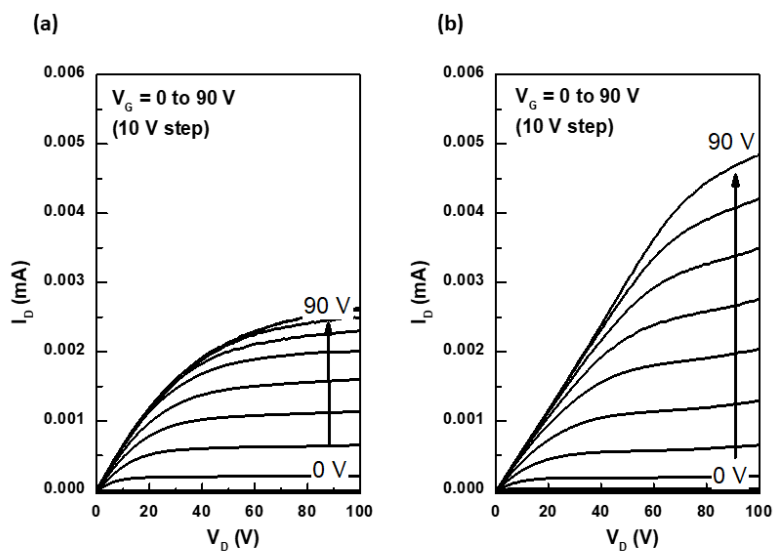 (a)
(b)
V_G = 0 to 90 V
(10 V step)
90 V
0 V
0.006
0.005
0.004
0.003
0.002
0.001
0.000
I_D (mA)
0 20 40 60 80 100
V_D (V)
V_G = 0 to 90 V
(10 V step)
90 V
0 V
0.006
0.005
0.004
0.003
0.002
0.001
0.000
I_D (mA)
0 20 40 60 80 100
V_D (V)